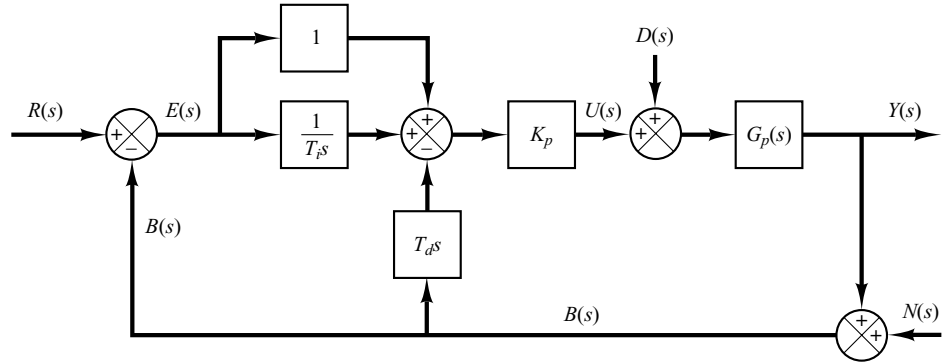 1
D(s)
R(s)
+
−
E(s)
1
T_i s
+
+
−
K_p
U(s)
+
+
G_p(s)
Y(s)
B(s)
T_d s
B(s)
+
+
N(s)